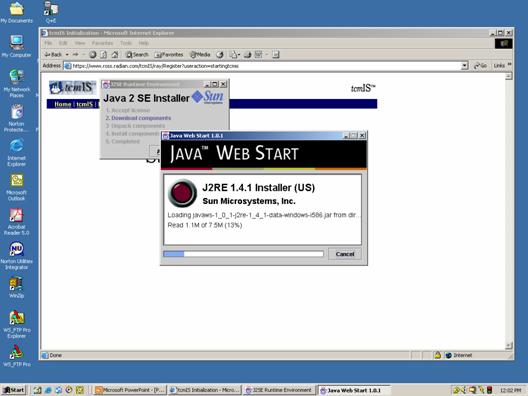 My Documents
Q+E
My Computer
My Network Places
Norton Protecte...
Internet Explorer
Microsoft Outlook
Acrobat Reader 5.0
Norton Utilities Integrator
WinZip
WS_FTP Pro Explorer
WS_FTP Pro
tcmIS Initialization - Microsoft Internet Explorer
File Edit View Favorites Tools Help
Back Search Favorites Media
Address https://www.ross.radian.com/tcmIS/ray/Register?useraction=startingtcmis Go Links »
tcmIS
tcmIS™
Home | tcmIS |
J2SE Runtime Environment
Java 2 SE Installer Sun
microsystems
1. Accept license
2. Download components
3. Unpack components
4. Install components
5. Completed
Java Web Start 1.0.1
JAVA™ WEB START
J2RE 1.4.1 Installer (US)
Sun Microsystems, Inc.
Loading javaws-1_0_1-j2re-1_4_1-data-windows-i586.jar from dir...
Read 1.1M of 7.5M (13%)
Cancel
Done Internet
Start Microsoft PowerPoint - [P... tcmIS Initialization - Micro... J2SE Runtime Environment Java Web Start 1.0.1 12:02 PM